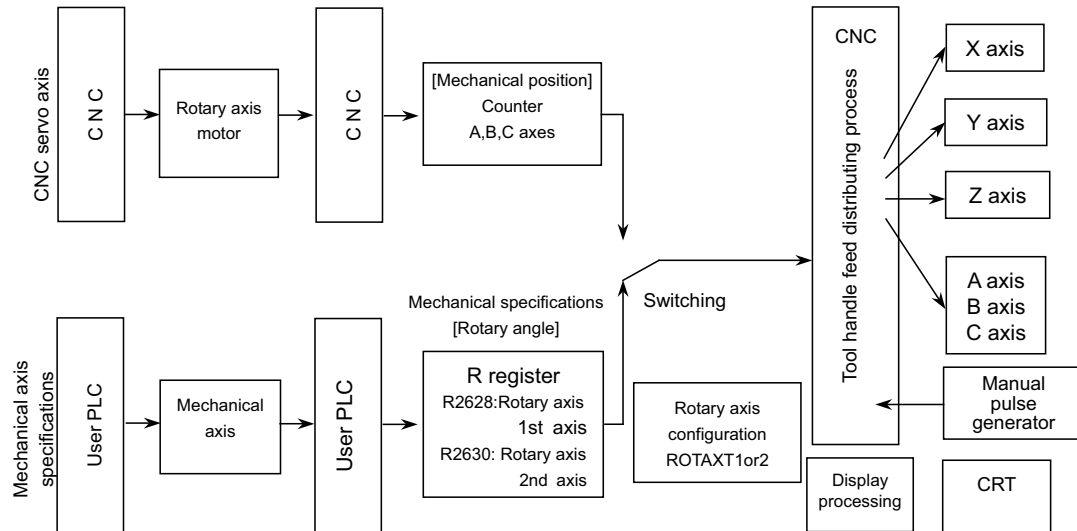 CNC servo axis
C N C
Rotary axis
motor
C N C
[Mechanical position]
Counter
A,B,C axes
CNC
Tool handle feed distributing process
X axis
Y axis
Z axis
A axis
B axis
C axis
Switching
Mechanical specifications
[Rotary angle]
Mechanical axis
specifications
User PLC
Mechanical
axis
User PLC
R register
R2628:Rotary axis
1st axis
R2630: Rotary axis
2nd axis
Rotary axis
configuration
ROTAXT1or2
Manual
pulse
generator
Display
processing
CRT